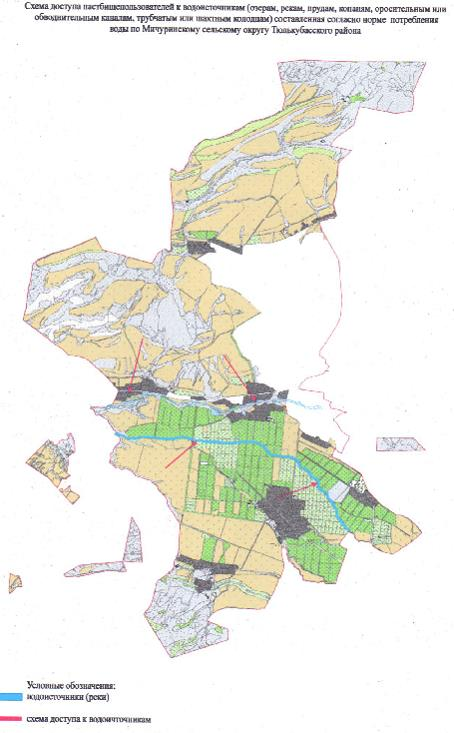 Схема доступа пастбищепользователей к водоисточникам (озерам, рекам, прудам, копаням, оросительным или
обводнительным каналам, трубчатым или шахтным колодцам) составленная согласно норме потребления
воды по Мичуринскому сельскому округу Тюлькубасского района
Условные обозначения:
водоисточники (реки)
схема доступа к водоичточникам